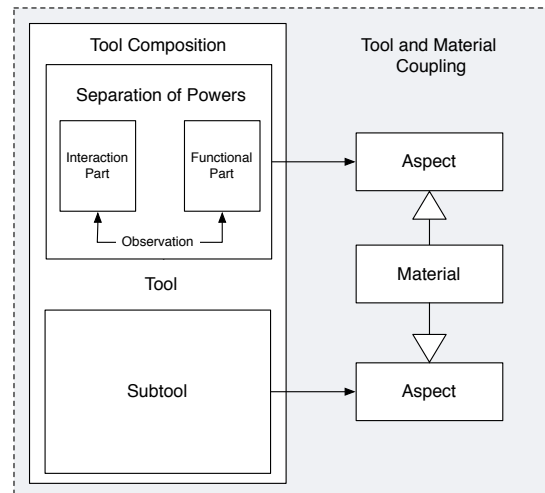 Tool Composition
Separation of Powers
Interaction
Part
Functional
Part
Observation
Tool
Subtool
Tool and Material
Coupling
Aspect
Material
Aspect